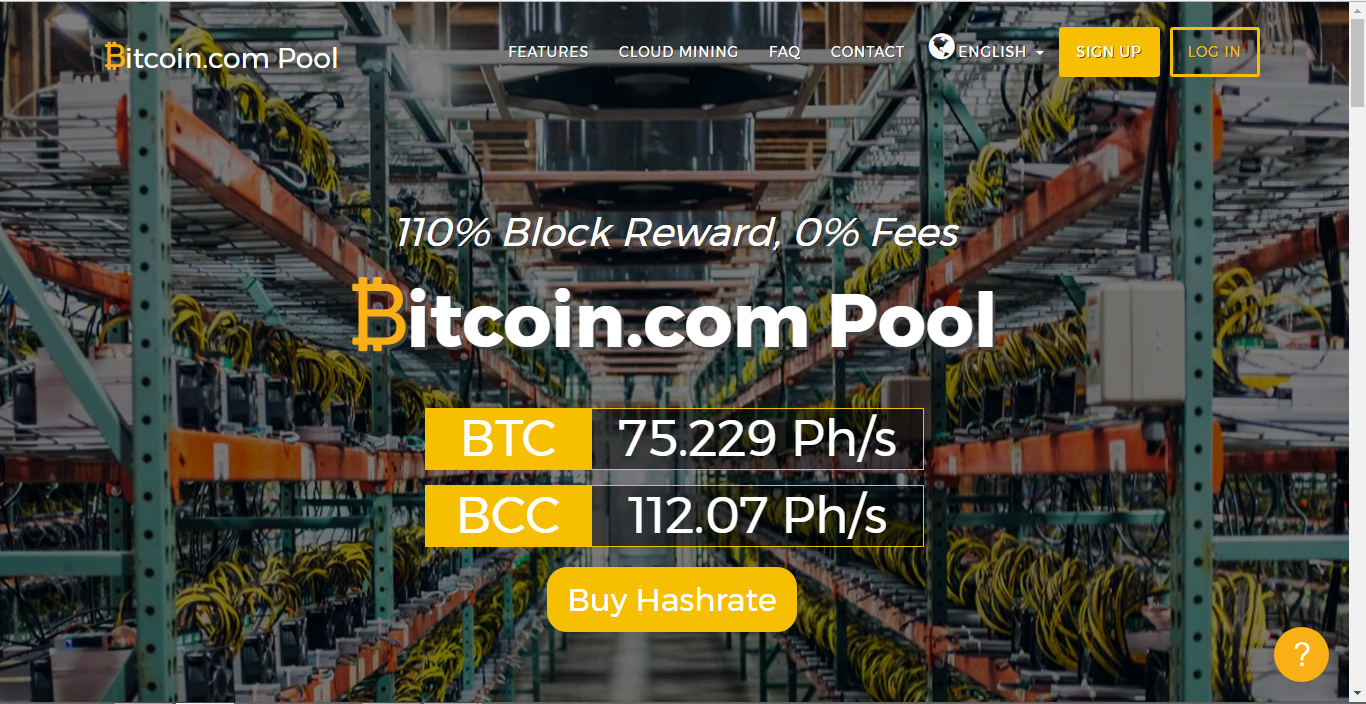 Bitcoin.com Pool
FEATURES CLOUD MINING FAQ CONTACT ENGLISH SIGN UP LOG IN
110% Block Reward, 0% Fees
Bitcoin.com Pool
BTC 75.229 Ph/s
BCC 112.07 Ph/s
Buy Hashrate
?